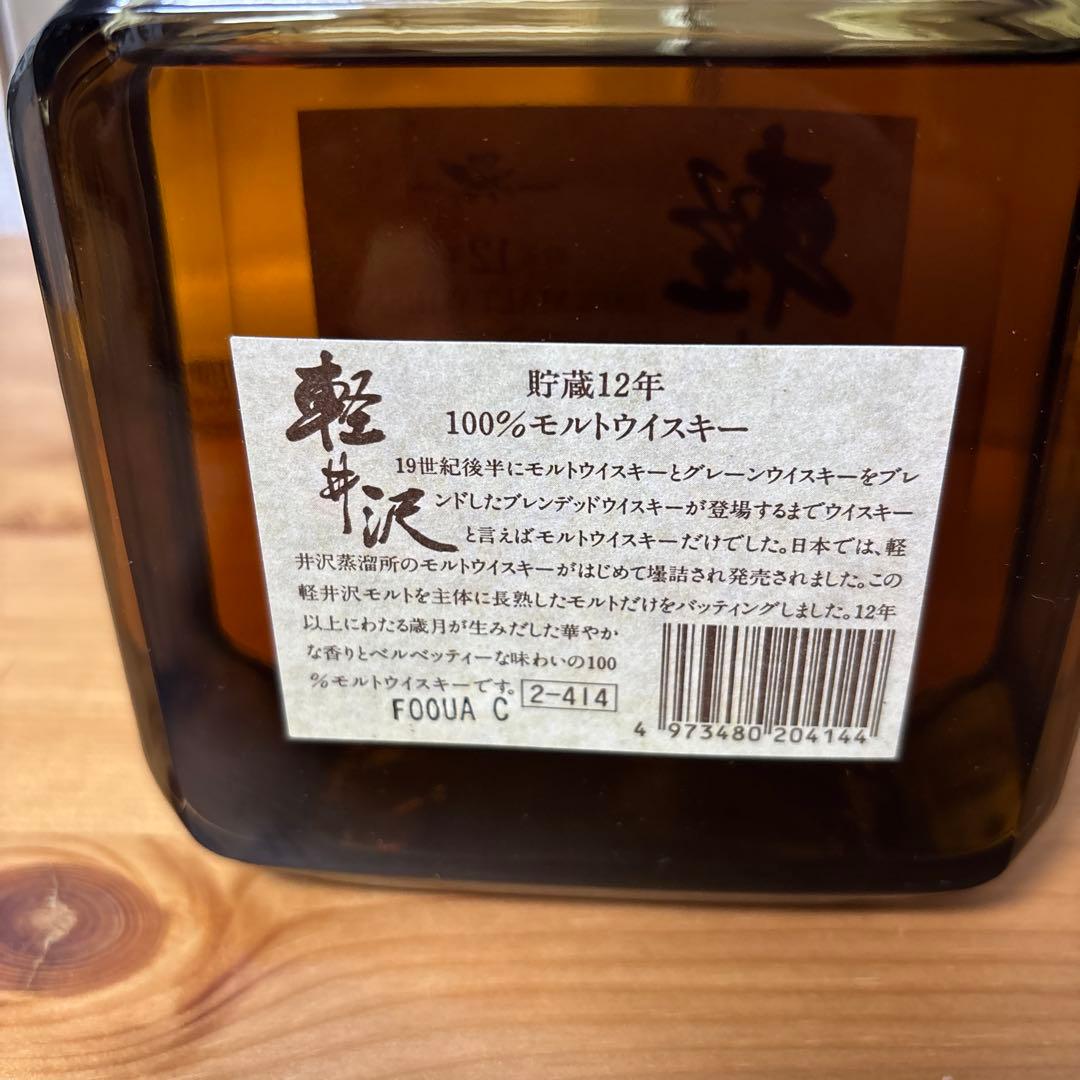 軽井沢
貯蔵12年
100%モルトウイスキー
19世紀後半にモルトウイスキーとグレーンウイスキーをブレ
ンドしたブレンデッドウイスキーが登場するまでウイスキー
と言えばモルトウイスキーだけでした。日本では、軽
井沢蒸溜所のモルトウイスキーがはじめて壜詰され発売されました。この
軽井沢モルトを主体に長熟したモルトだけをバッティングしました。12年
以上にわたる歳月が生みだした華やか
な香りとベルベッティーな味わいの100
%モルトウイスキーです。
2-414
F00UA C
4 973480 204144